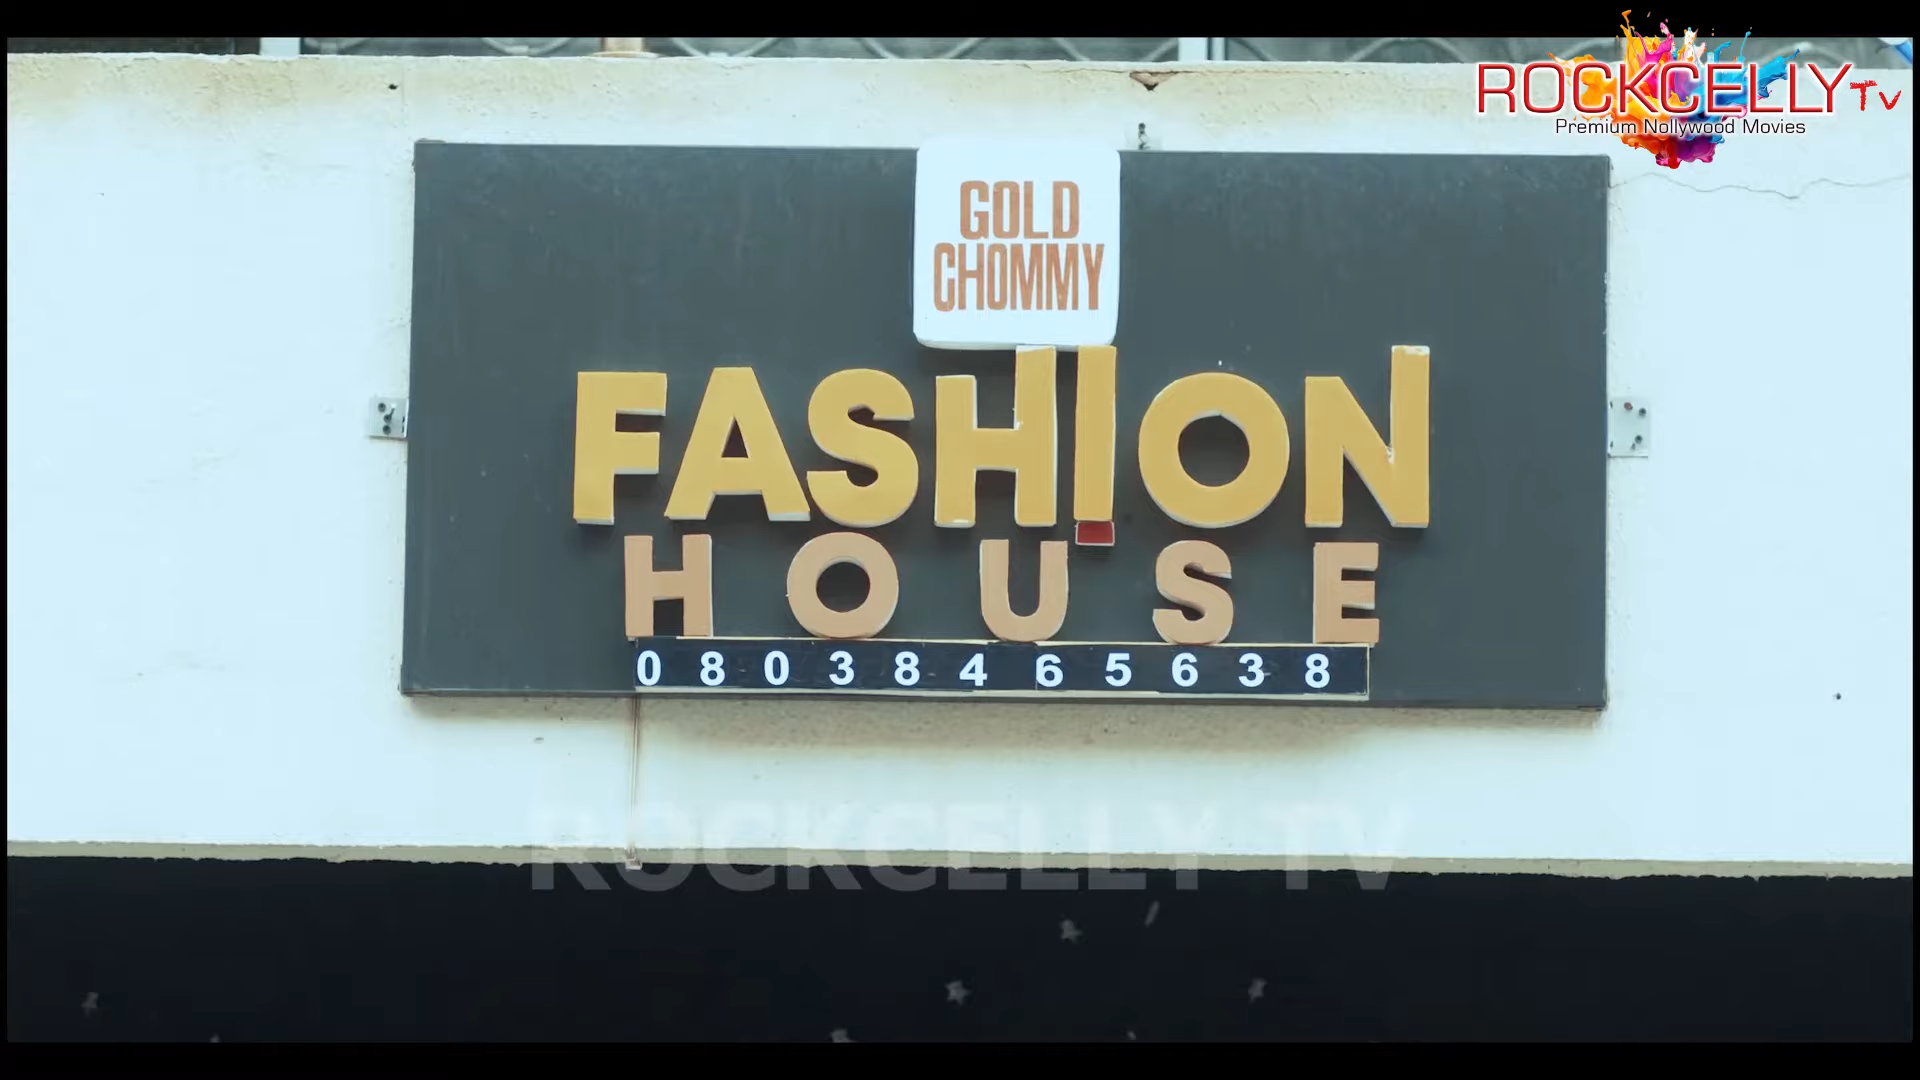 ROCKCELLY TV
Premium Nollywood Movies
GOLD
CHOMMY
FASHION
HOUSE
08038465638
ROCKCELLY TV